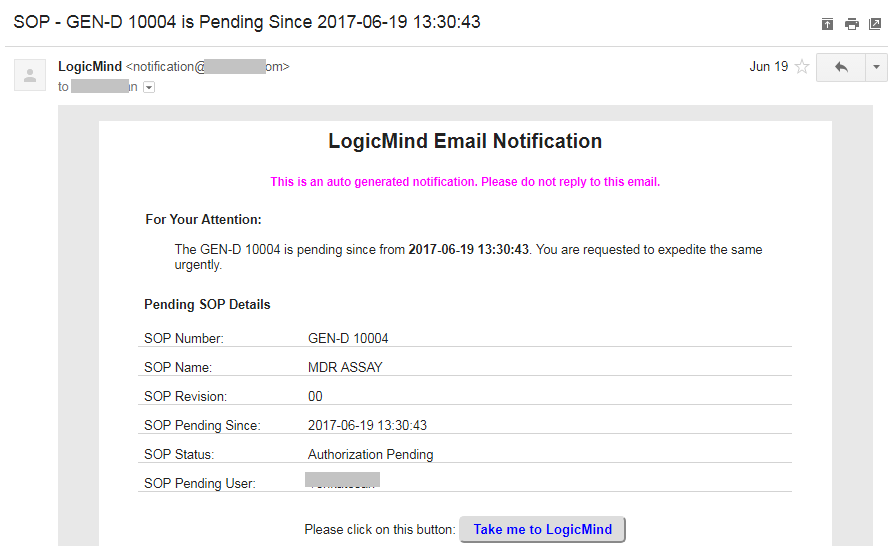 SOP - GEN-D 10004 is Pending Since 2017-06-19 13:30:43
LogicMind <notification@ om>
Jun 19
to n
LogicMind Email Notification
This is an auto generated notification. Please do not reply to this email.
For Your Attention:
The GEN-D 10004 is pending since from 2017-06-19 13:30:43. You are requested to expedite the same
urgently.
Pending SOP Details
SOP Number: GEN-D 10004
SOP Name: MDR ASSAY
SOP Revision: 00
SOP Pending Since: 2017-06-19 13:30:43
SOP Status: Authorization Pending
SOP Pending User:
Please click on this button: Take me to LogicMind